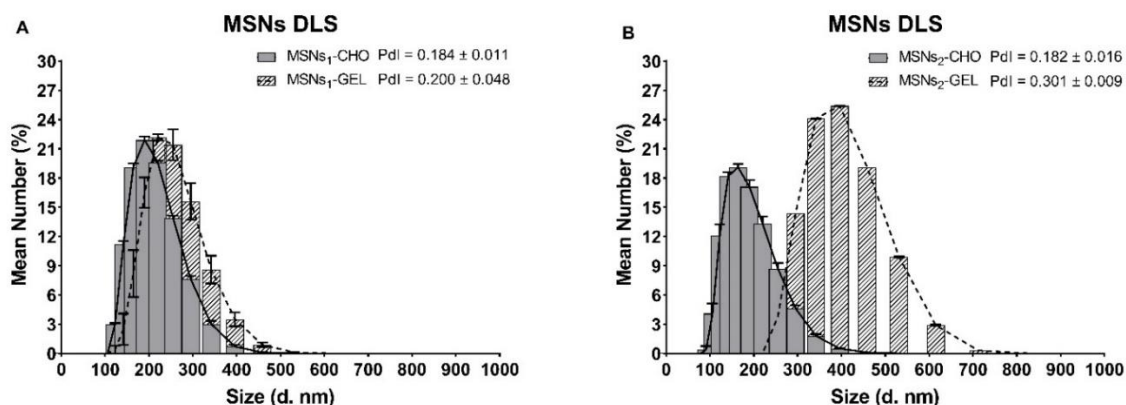 A
MSNs DLS
MSNs₁-CHO PdI = 0.184 ± 0.011
MSNs₁-GEL PdI = 0.200 ± 0.048
Mean Number (%)
30
27
24
21
18
15
12
9
6
3
0
0 100 200 300 400 500 600 700 800 900 1000
Size (d. nm)
B
MSNs DLS
MSNs₂-CHO PdI = 0.182 ± 0.016
MSNs₂-GEL PdI = 0.301 ± 0.009
Mean Number (%)
30
27
24
21
18
15
12
9
6
3
0
0 100 200 300 400 500 600 700 800 900 1000
Size (d. nm)